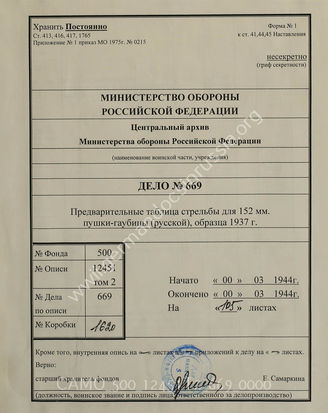 Хранить Постоянно
Ст. 413, 416, 417, 1765
Приложение № 1 приказ МО 1975г. № 0215
Форма № 1
к ст. 41,44,45 Наставления
несекретно
(гриф секретности)
МИНИСТЕРСТВО ОБОРОНЫ
РОССИЙСКОЙ ФЕДЕРАЦИИ
Центральный архив
Министерства обороны Российской Федерации
(наименование воинской части, учреждения)
ДЕЛО № 669
Предварительные таблица стрельбы для 152 мм.
пушки-гаубицы (русской), образца 1937 г.
№ Фонда 500
№ Описи 12451
том 2
№ Дела 669
по описи
№ Коробки 1620
Начато « 00 » 03 1944г.
Окончено « 00 » 03 1944г.
На « 105 » листах
Кроме того, внутренняя опись на листах и приложений к делу на листах.
Верно:
старший хранитель фондов Е. Самаркина
(должность, воинское звание и подпись лица, ответственного за делопроизводство)